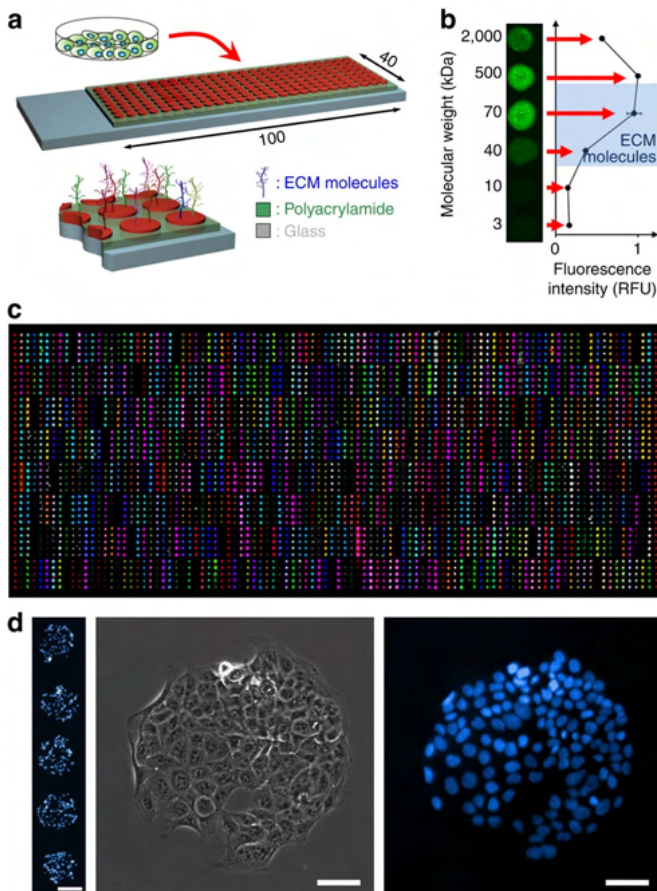 a
40
100
: ECM molecules
: Polyacrylamide
: Glass
b
Molecular weight (kDa)
2,000
500
70
40
10
3
ECM
molecules
0
1
Fluorescence
intensity (RFU)
c
d